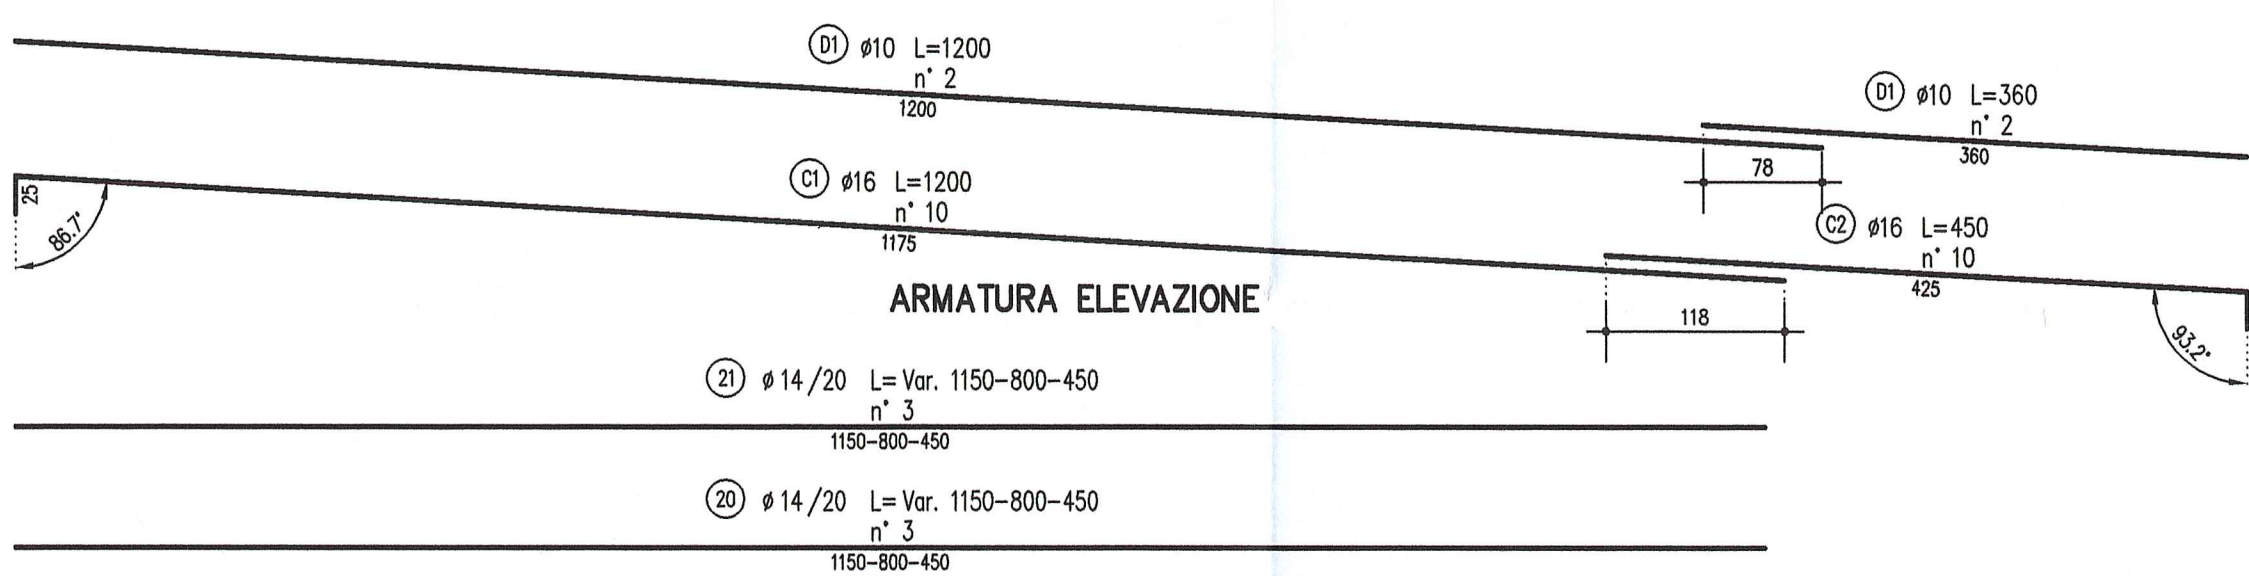 D1 ø10 L=1200
n° 2
1200
D1 ø10 L=360
n° 2
360
78
25
86.7°
C1 ø16 L=1200
n° 10
1175
C2 ø16 L=450
n° 10
425
118
93.2°
ARMATURA ELEVAZIONE
21 ø 14/20 L= Var. 1150-800-450
n° 3
1150-800-450
20 ø 14/20 L= Var. 1150-800-450
n° 3
1150-800-450